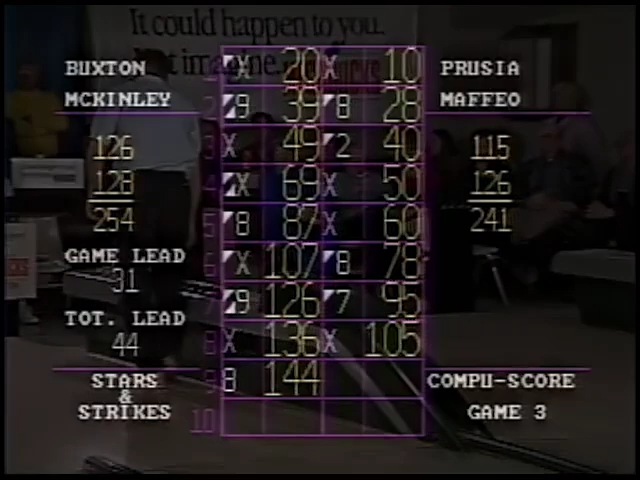 It could happen to you.
Just imagine.
BUXTON 1 X 20 X 10 PRUSIA
MCKINLEY 2 9 39 8 28 MAFFEO
3 X 49 2 40
126 115
4 X 69 X 50
128 126
5 8 87 X 60
254 241
GAME LEAD 6 X 107 8 78
31
7 9 126 7 95
TOT. LEAD
44 8 X 136 X 105
STARS 9 8 144 COMPU-SCORE
&
STRIKES 10 GAME 3